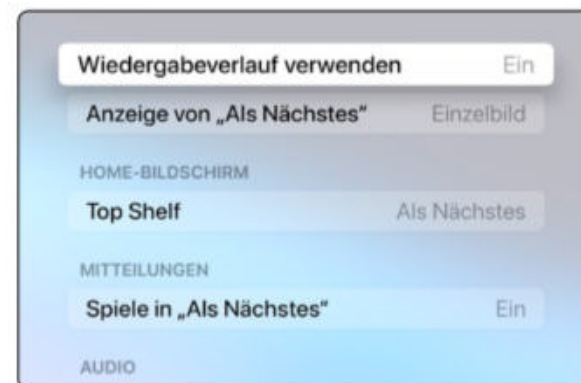 Wiedergabeverlauf verwenden Ein
Anzeige von „Als Nächstes“ Einzelbild
HOME-BILDSCHIRM
Top Shelf Als Nächstes
MITTEILUNGEN
Spiele in „Als Nächstes“ Ein
AUDIO